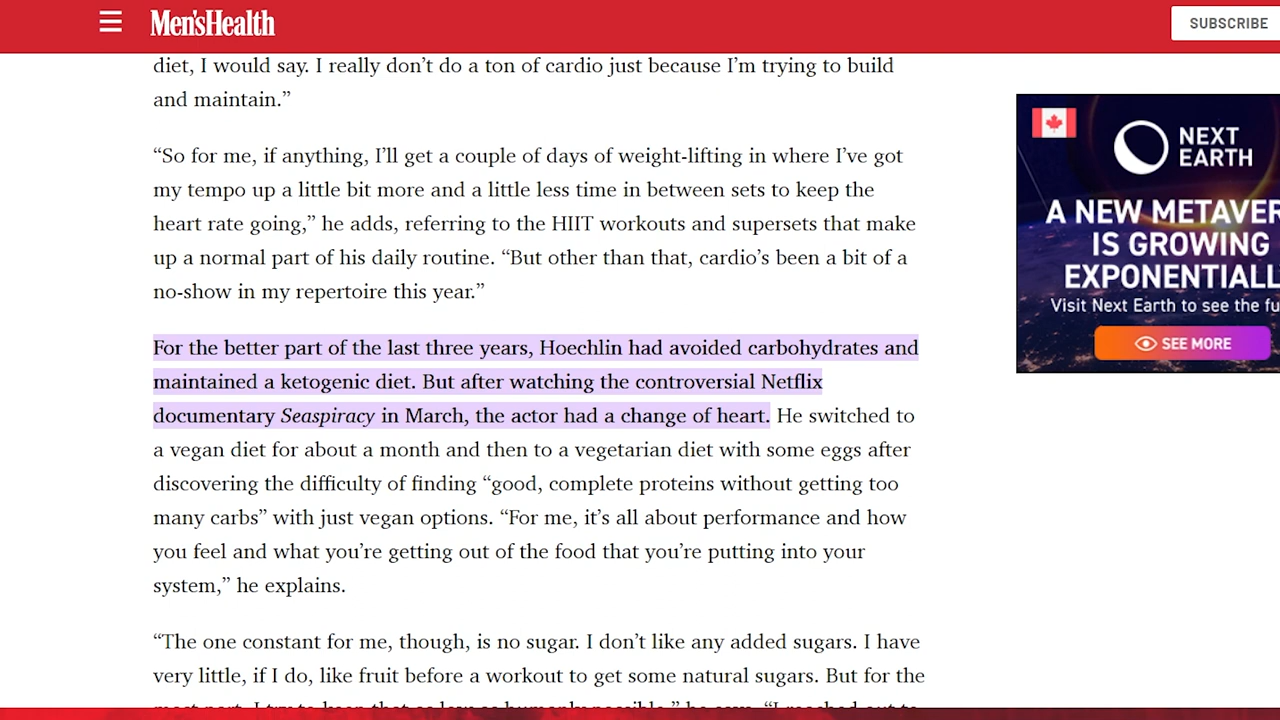 Men'sHealth
SUBSCRIBE
diet, I would say. I really don’t do a ton of cardio just because I’m trying to build
and maintain.”
“So for me, if anything, I’ll get a couple of days of weight-lifting in where I’ve got
my tempo up a little bit more and a little less time in between sets to keep the
heart rate going,” he adds, referring to the HIIT workouts and supersets that make
up a normal part of his daily routine. “But other than that, cardio’s been a bit of a
no-show in my repertoire this year.”
For the better part of the last three years, Hoechlin had avoided carbohydrates and
maintained a ketogenic diet. But after watching the controversial Netflix
documentary Seaspiracy in March, the actor had a change of heart. He switched to
a vegan diet for about a month and then to a vegetarian diet with some eggs after
discovering the difficulty of finding “good, complete proteins without getting too
many carbs” with just vegan options. “For me, it’s all about performance and how
you feel and what you’re getting out of the food that you’re putting into your
system,” he explains.
“The one constant for me, though, is no sugar. I don’t like any added sugars. I have
very little, if I do, like fruit before a workout to get some natural sugars. But for the
NEXT
EARTH
A NEW METAVER
IS GROWING
EXPONENTIALL
Visit Next Earth to see the fu
SEE MORE